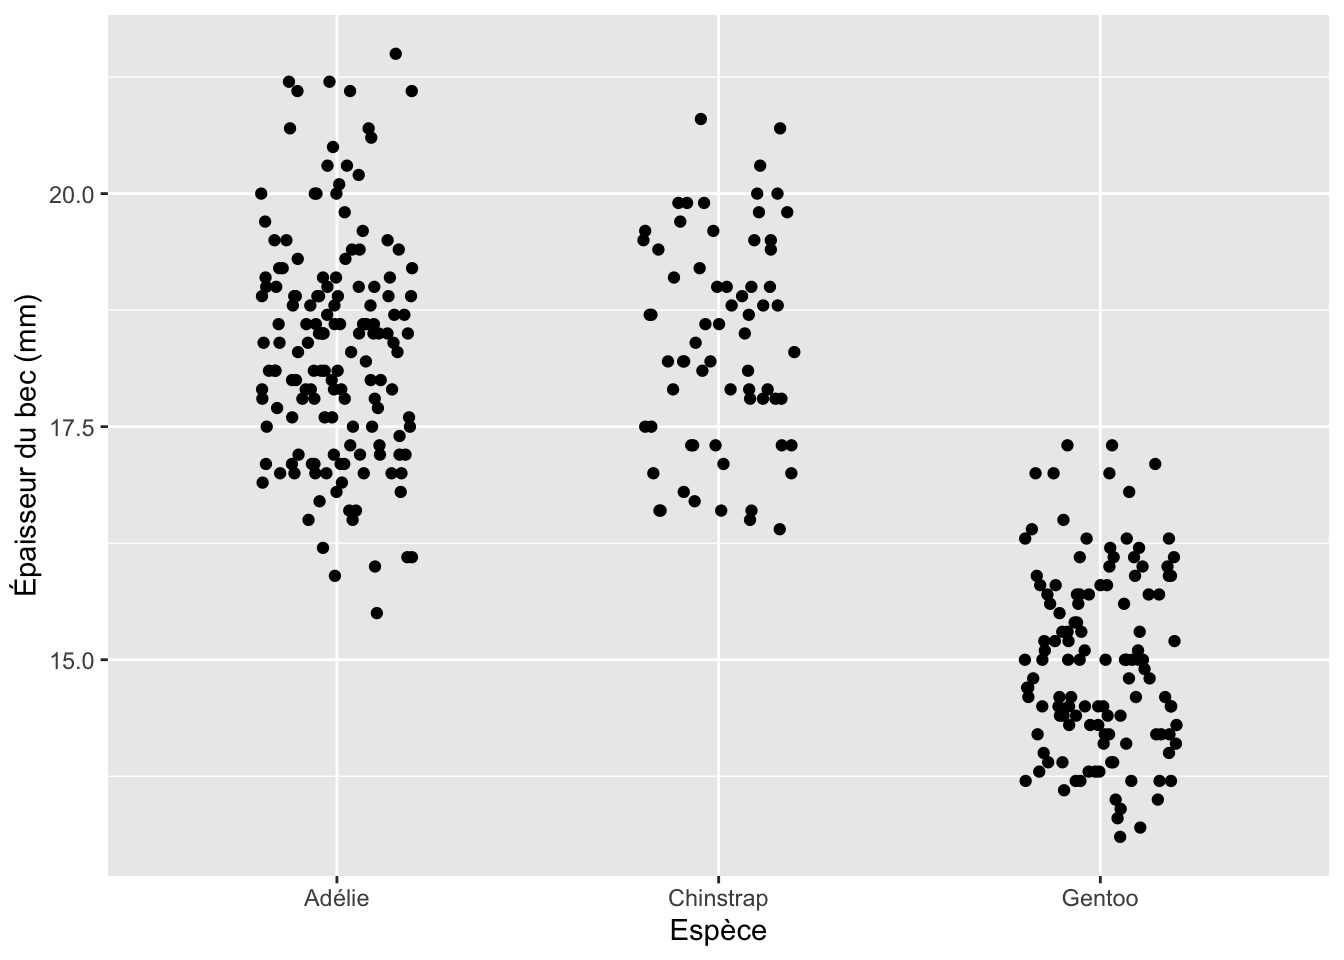 Épaisseur du bec (mm)
20.0
17.5
15.0
Adélie
Chinstrap
Gentoo
Espèce